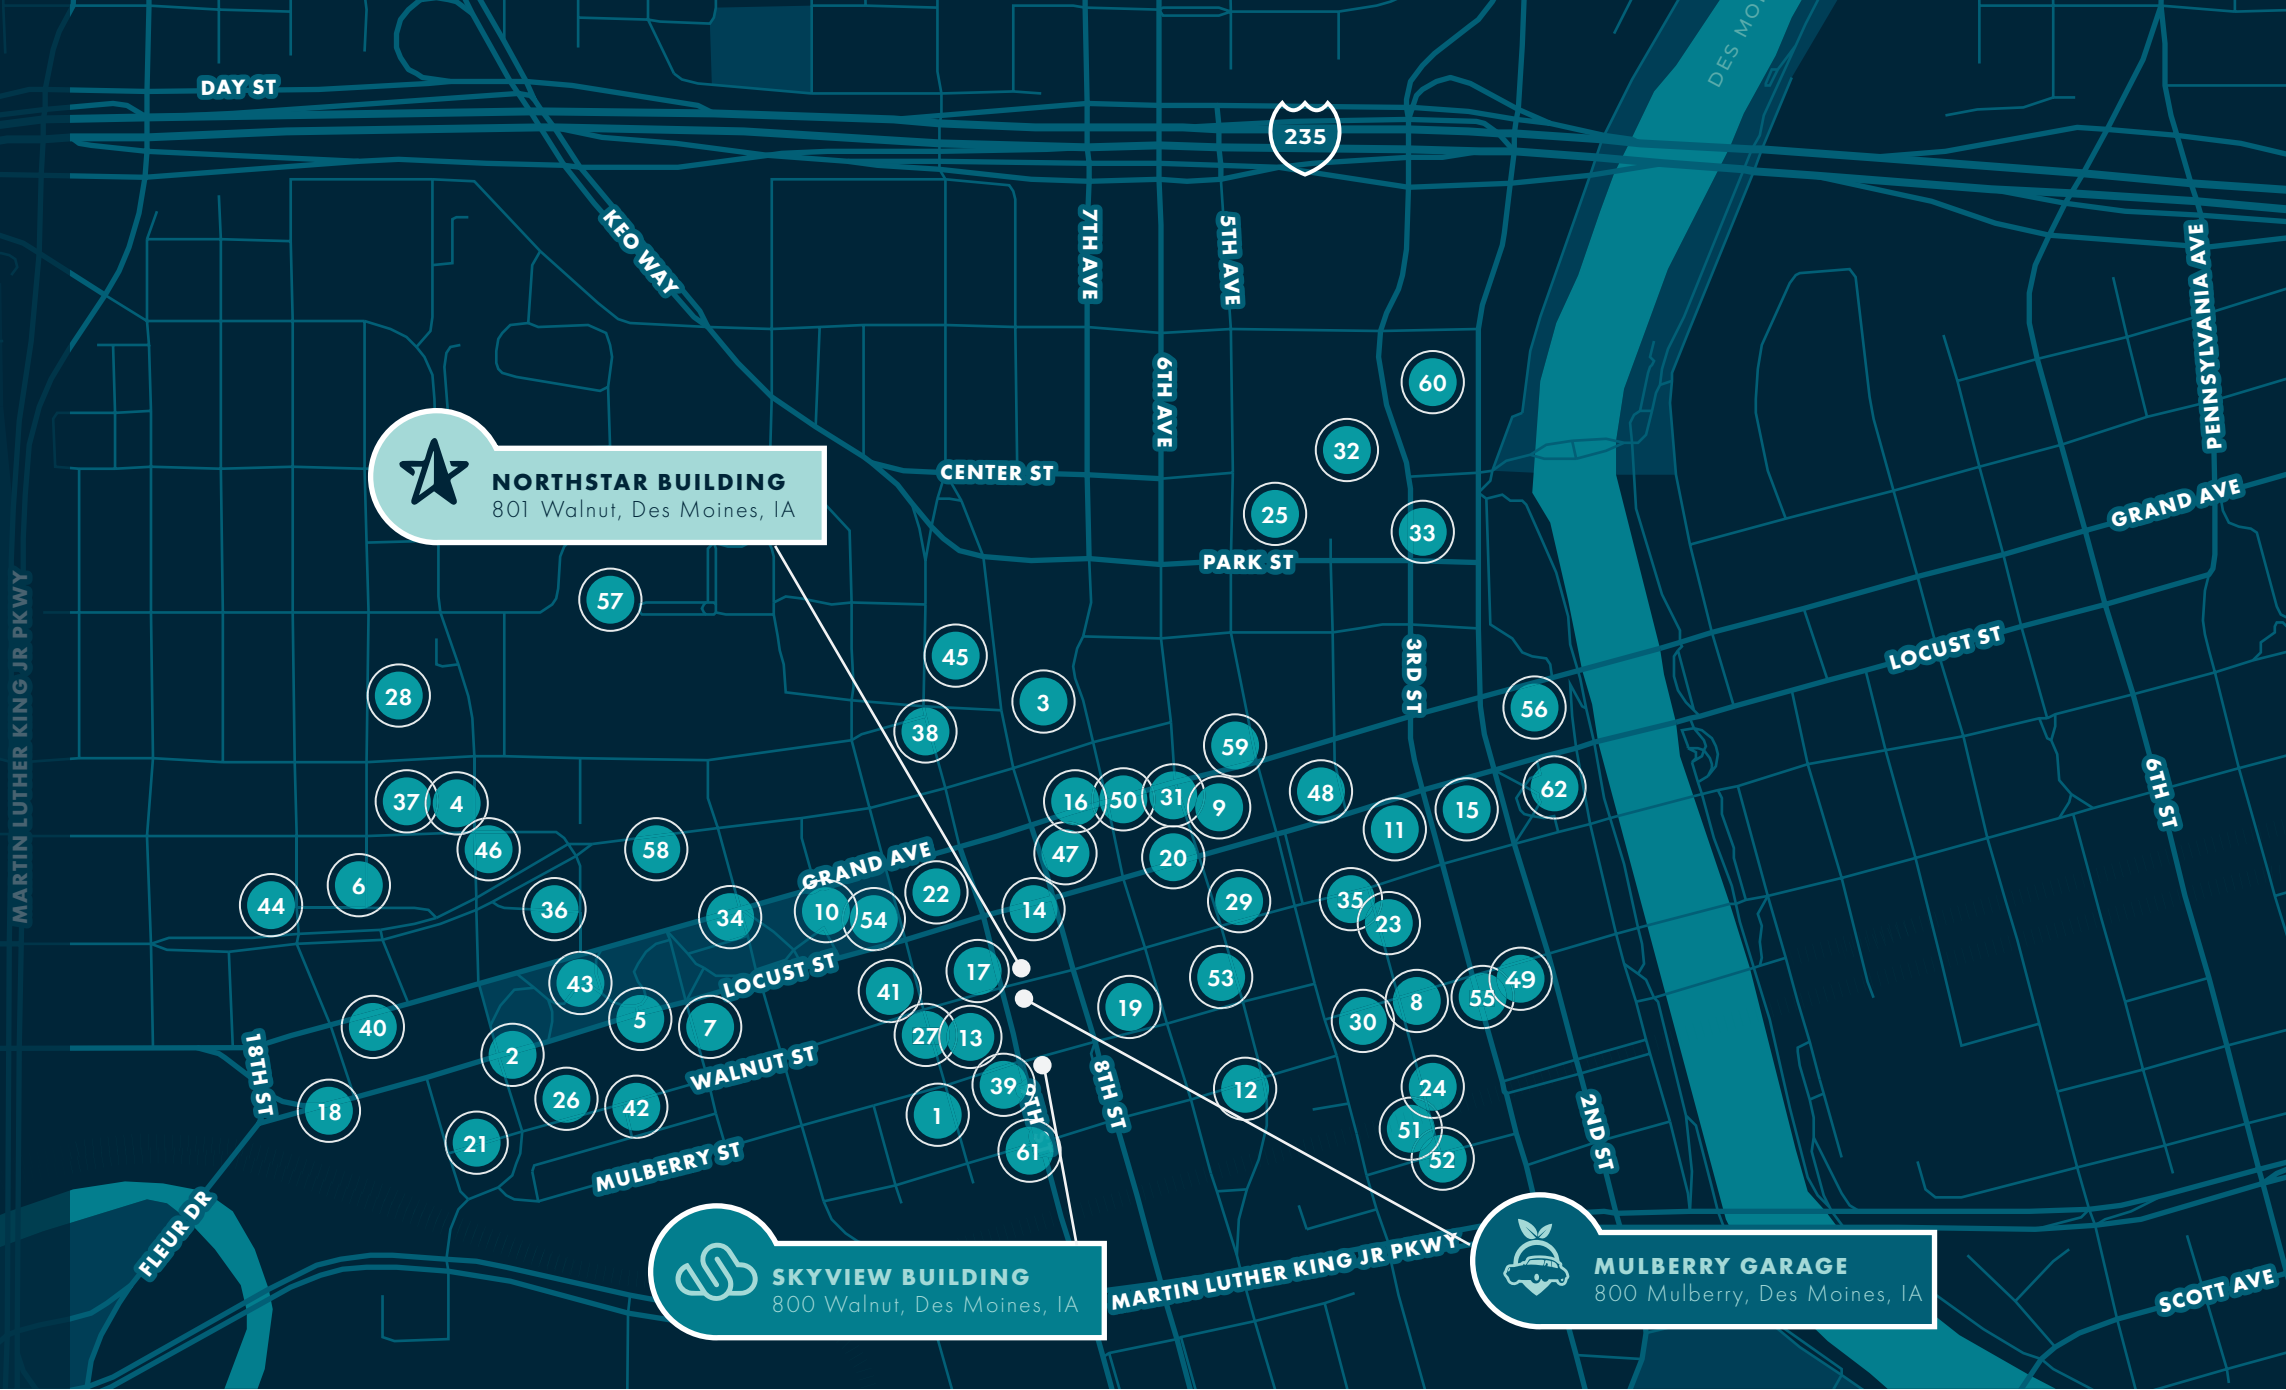 DES MO
DAY ST
235
KEO WAY
7TH AVE
5TH AVE
PENNSYLVANIA AVE
6TH AVE
60
32
CENTER ST
NORTHSTAR BUILDING
801 Walnut, Des Moines, IA
25
33
GRAND AVE
PARK ST
57
MARTIN LUTHER KING JR PKWY
45
3RD ST
LOCUST ST
28
3
56
38
59
6TH ST
37
4
16
50
31
9
48
62
15
11
46
58
47
20
GRAND AVE
6
44
36
34
10
54
22
14
29
35
23
LOCUST ST
43
17
41
53
49
55
8
30
19
40
5
7
27
13
2
WALNUT ST
18TH ST
18
26
42
39
1
8TH ST
12
24
51
52
2ND ST
21
61
MULBERRY ST
FLEUR DR
SKYVIEW BUILDING
800 Walnut, Des Moines, IA
MARTIN LUTHER KING JR PKWY
MULBERRY GARAGE
800 Mulberry, Des Moines, IA
SCOTT AVE